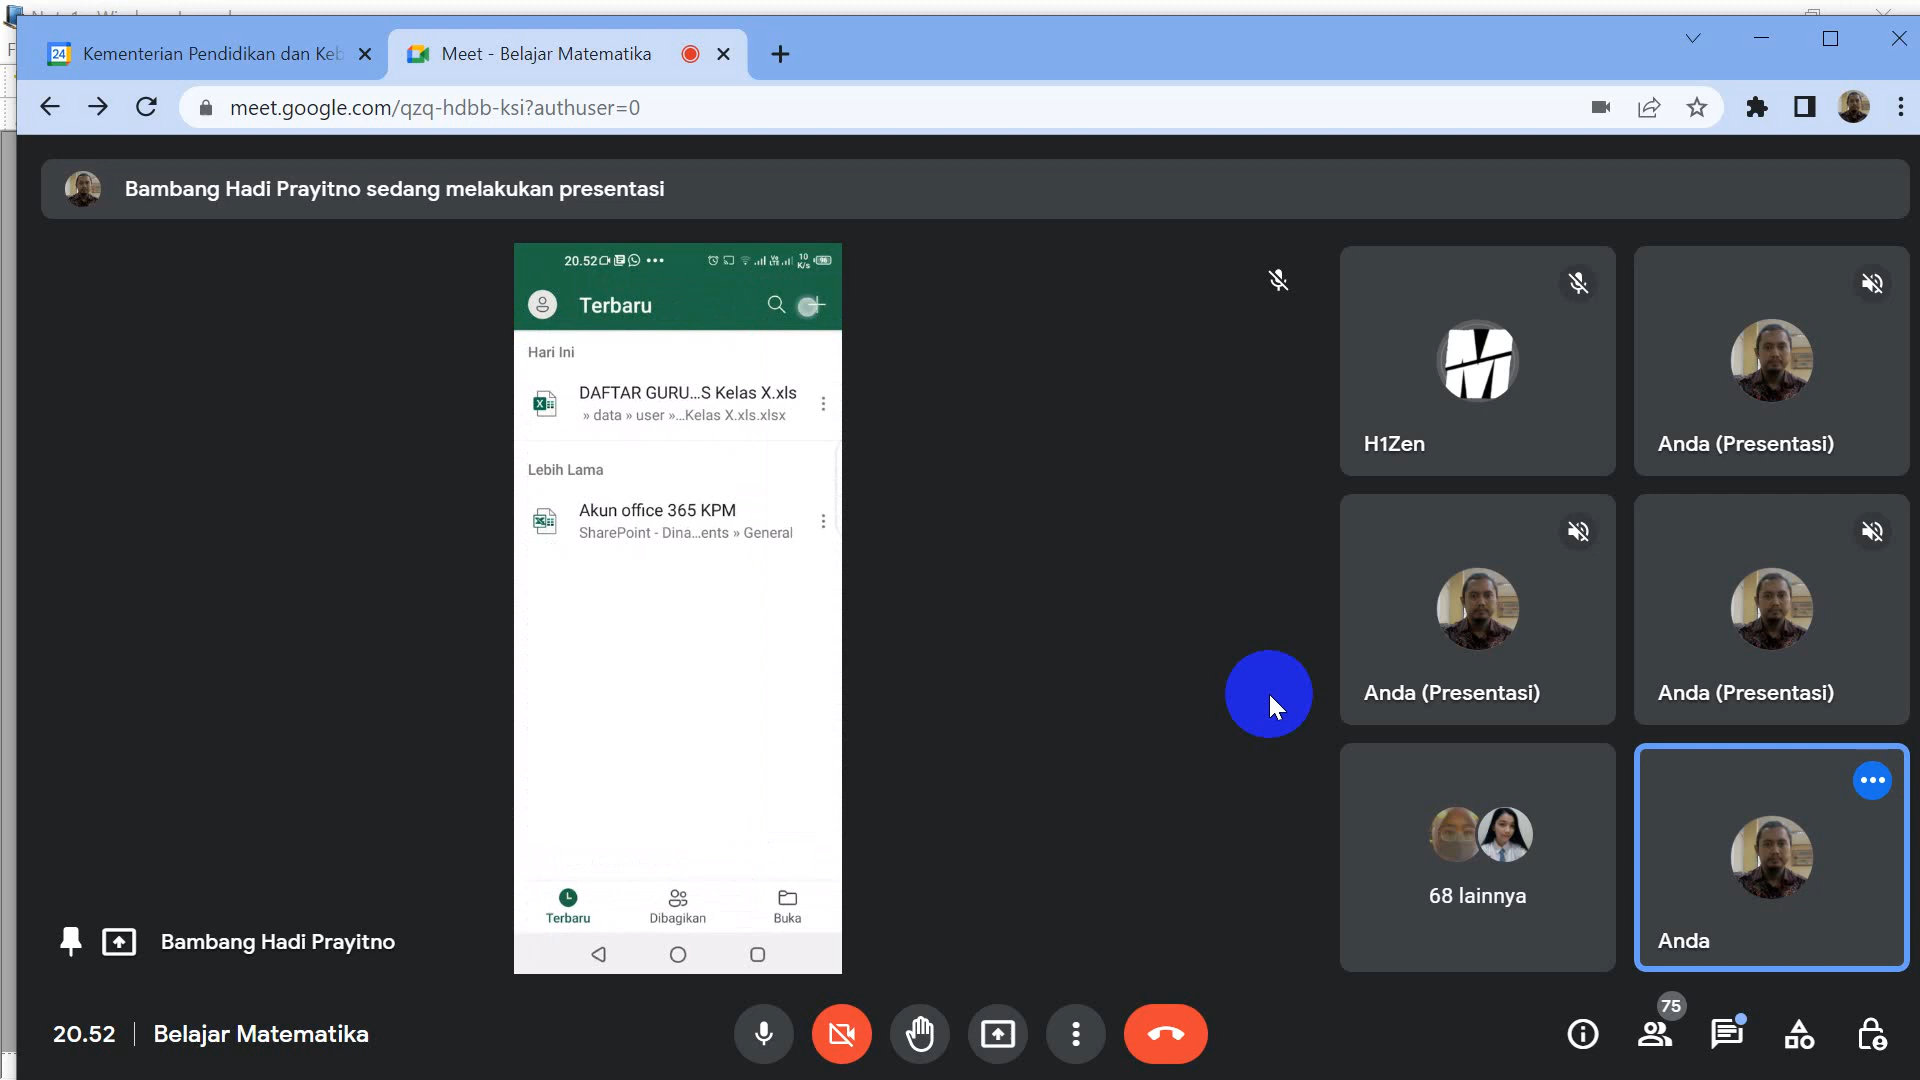 Kementerian Pendidikan dan Keb
Meet - Belajar Matematika
meet.google.com/qzq-hdbb-ksi?authuser=0
Bambang Hadi Prayitno sedang melakukan presentasi
20.52
10
K/s
96
Terbaru
Hari Ini
DAFTAR GURU...S Kelas X.xls
» data » user »...Kelas X.xls.xlsx
Lebih Lama
Akun office 365 KPM
SharePoint - Dina...ents » General
Terbaru
Dibagikan
Buka
H1Zen
Anda (Presentasi)
Anda (Presentasi)
Anda (Presentasi)
68 lainnya
Anda
Bambang Hadi Prayitno
20.52
Belajar Matematika
75